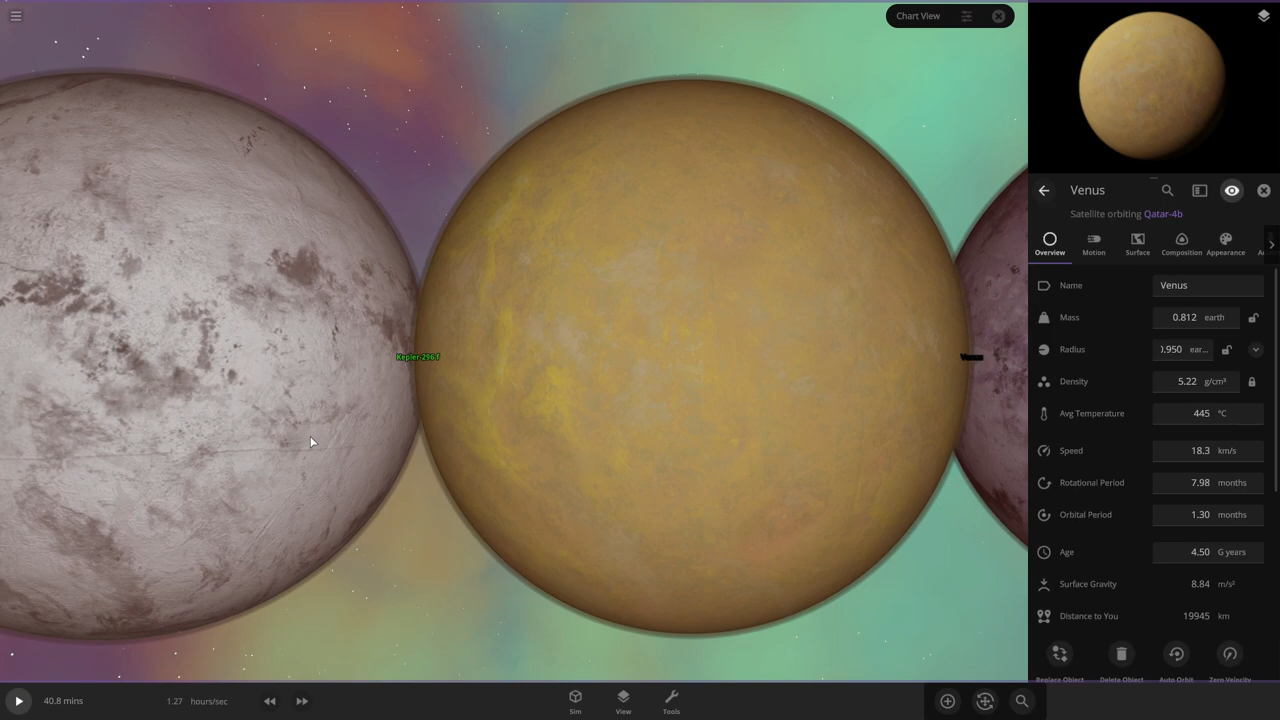 Chart View
Kepler-296 f
Venus
Venus
Satellite orbiting Qatar-4b
Overview Motion Surface Composition Appearance
Name Venus
Mass 0.812 earth
Radius 0.950 ear...
Density 5.22 g/cm³
Avg Temperature 445 °C
Speed 18.3 km/s
Rotational Period 7.98 months
Orbital Period 1.30 months
Age 4.50 G years
Surface Gravity 8.84 m/s²
Distance to You 19945 km
Replace Object Delete Object Auto Orbit Zero Velocity
40.8 mins 1.27 hours/sec
Sim View Tools